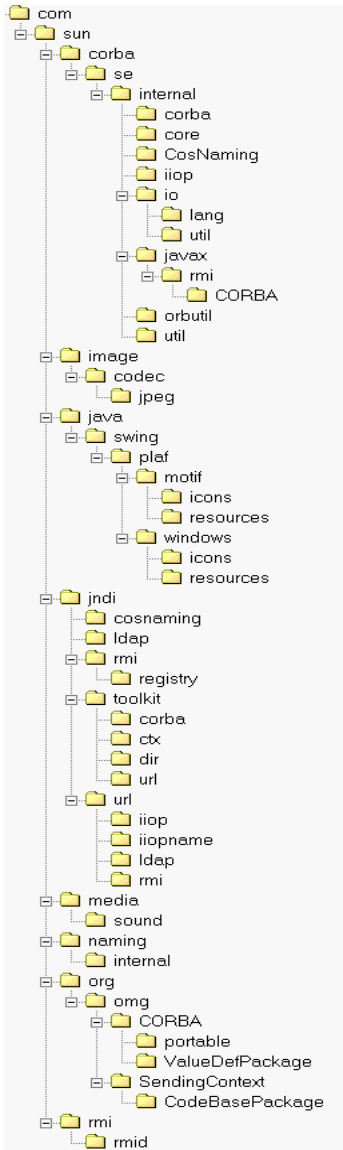 com
sun
corba
se
internal
corba
core
CosNaming
iiop
io
lang
util
javax
rmi
CORBA
orbutil
util
image
codec
jpeg
java
swing
plaf
motif
icons
resources
windows
icons
resources
jndi
cosnaming
ldap
rmi
registry
toolkit
corba
ctx
dir
url
url
iiop
iiopname
ldap
rmi
media
sound
naming
internal
org
omg
CORBA
portable
ValueDefPackage
SendingContext
CodeBasePackage
rmi
rmid